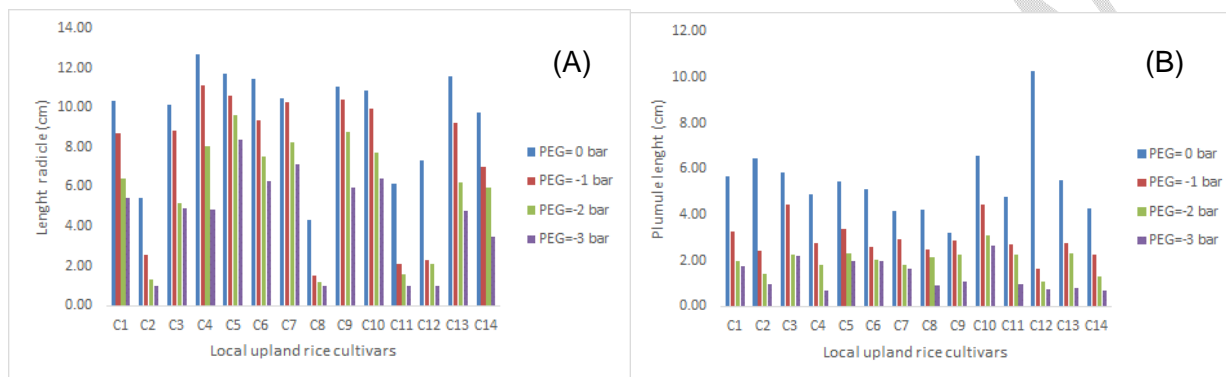 14.00
12.00
10.00
8.00
6.00
4.00
2.00
0.00
Lenght radicle (cm)
(A)
PEG= 0 bar
PEG= -1 bar
PEG=-2 bar
PEG=-3 bar
C1 C2 C3 C4 C5 C6 C7 C8 C9 C10 C11 C12 C13 C14
Local upland rice cultivars
12.00
10.00
8.00
6.00
4.00
2.00
0.00
Plumule lenght (cm)
(B)
PEG= 0 bar
PEG= -1 bar
PEG=-2 bar
PEG=-3 bar
C1 C2 C3 C4 C5 C6 C7 C8 C9 C10 C11 C12 C13 C14
Local upland rice cultivars